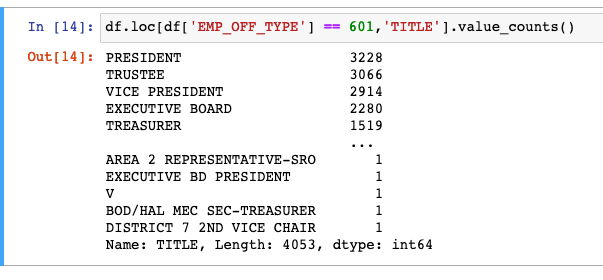 In [14]: df.loc[df['EMP_OFF_TYPE'] == 601,'TITLE'].value_counts()
Out[14]: PRESIDENT 3228
TRUSTEE 3066
VICE PRESIDENT 2914
EXECUTIVE BOARD 2280
TREASURER 1519
...
AREA 2 REPRESENTATIVE-SRO 1
EXECUTIVE BD PRESIDENT 1
V 1
BOD/HAL MEC SEC-TREASURER 1
DISTRICT 7 2ND VICE CHAIR 1
Name: TITLE, Length: 4053, dtype: int64